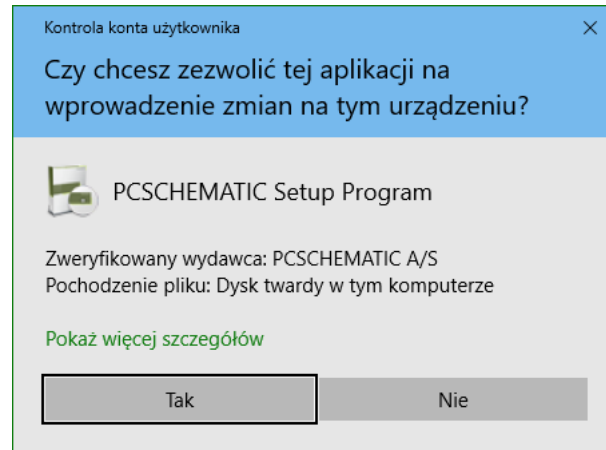 Kontrola konta użytkownika
Czy chcesz zezwolić tej aplikacji na
wprowadzenie zmian na tym urządzeniu?
PCSCHEMATIC Setup Program
Zweryfikowany wydawca: PCSCHEMATIC A/S
Pochodzenie pliku: Dysk twardy w tym komputerze
Pokaż więcej szczegółów
Tak
Nie